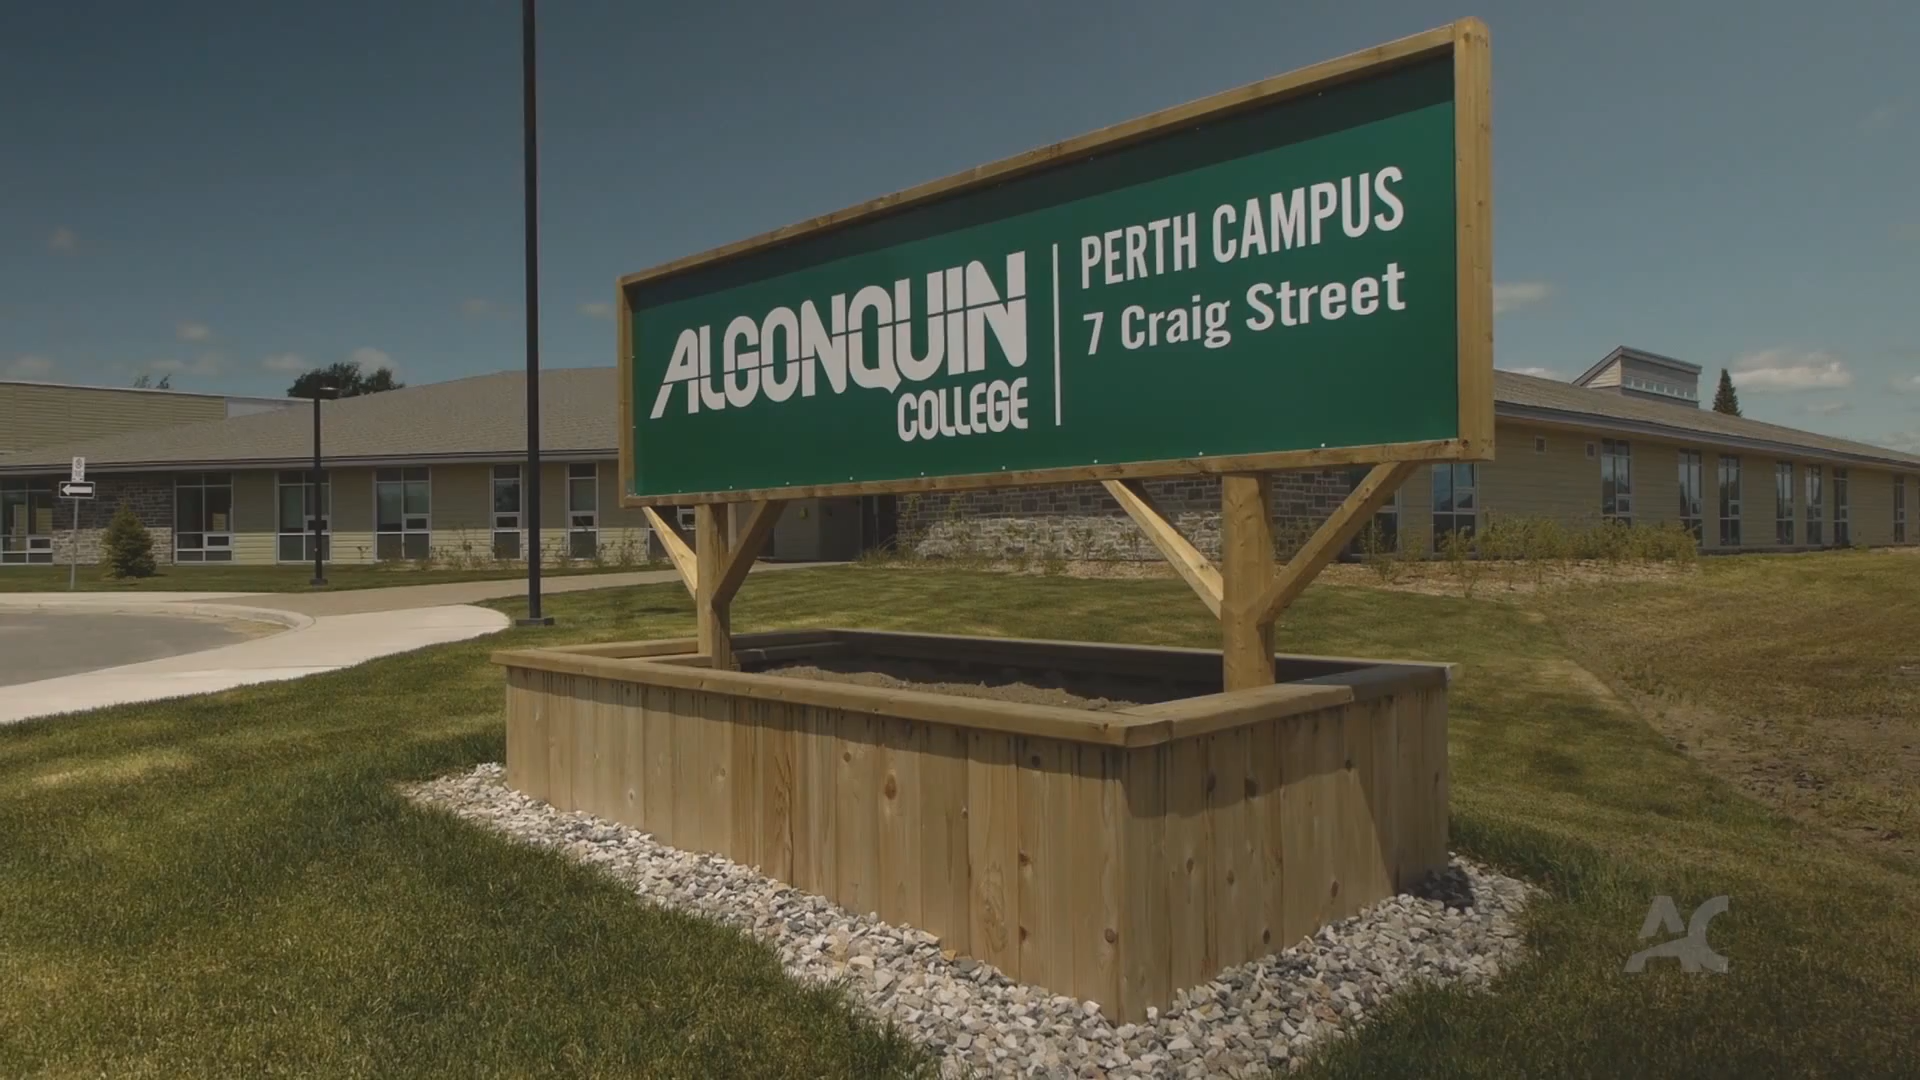 ALGONQUIN
COLLEGE
PERTH CAMPUS
7 Craig Street
AC